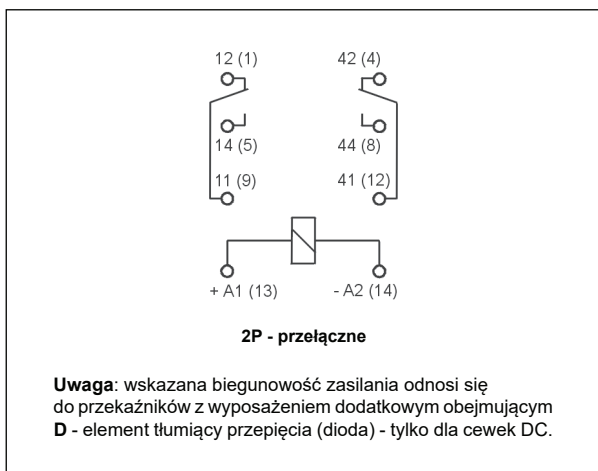 12 (1) 42 (4)
14 (5) 44 (8)
11 (9) 41 (12)
+ A1 (13) - A2 (14)
2P - przełączne
Uwaga: wskazana biegunowość zasilania odnosi się
do przekaźników z wyposażeniem dodatkowym obejmującym
D - element tłumiący przepięcia (dioda) - tylko dla cewek DC.